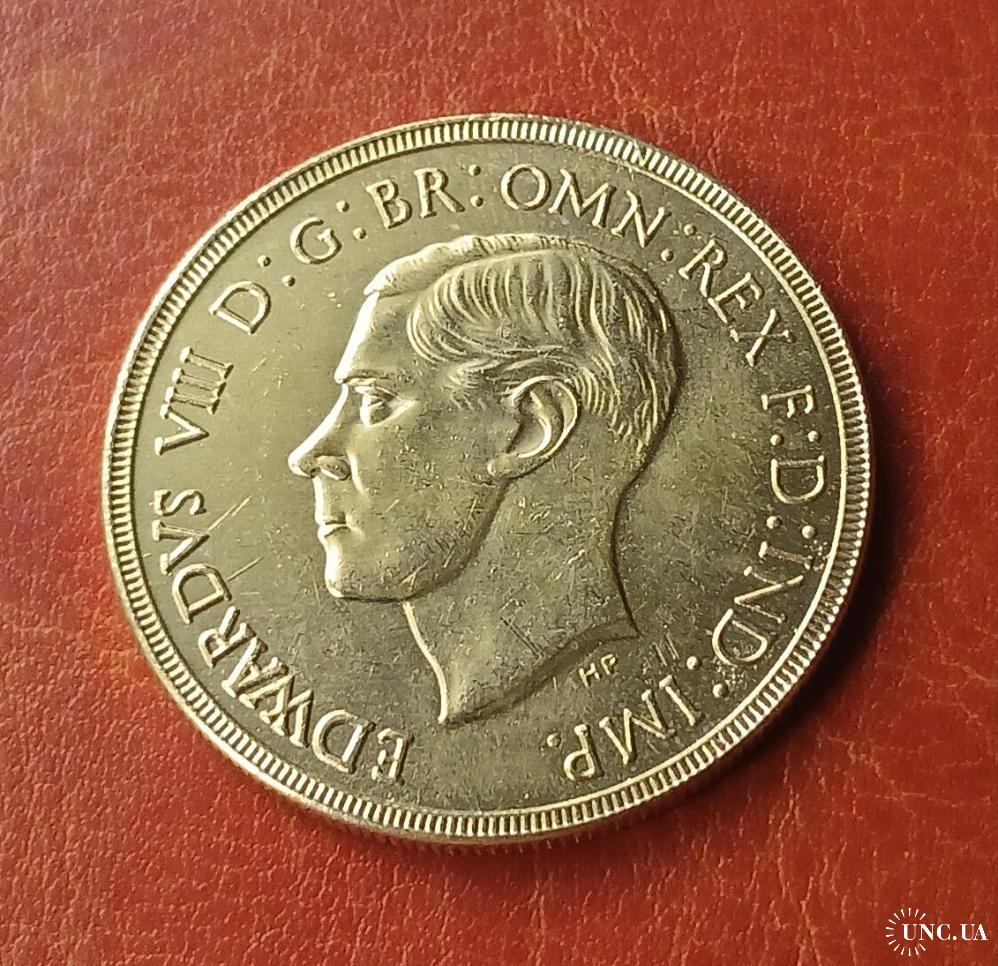 EDWARDVS VIII D:G:BR:OMN:REX F:D:IND:IMP.
HP
UNC.UA